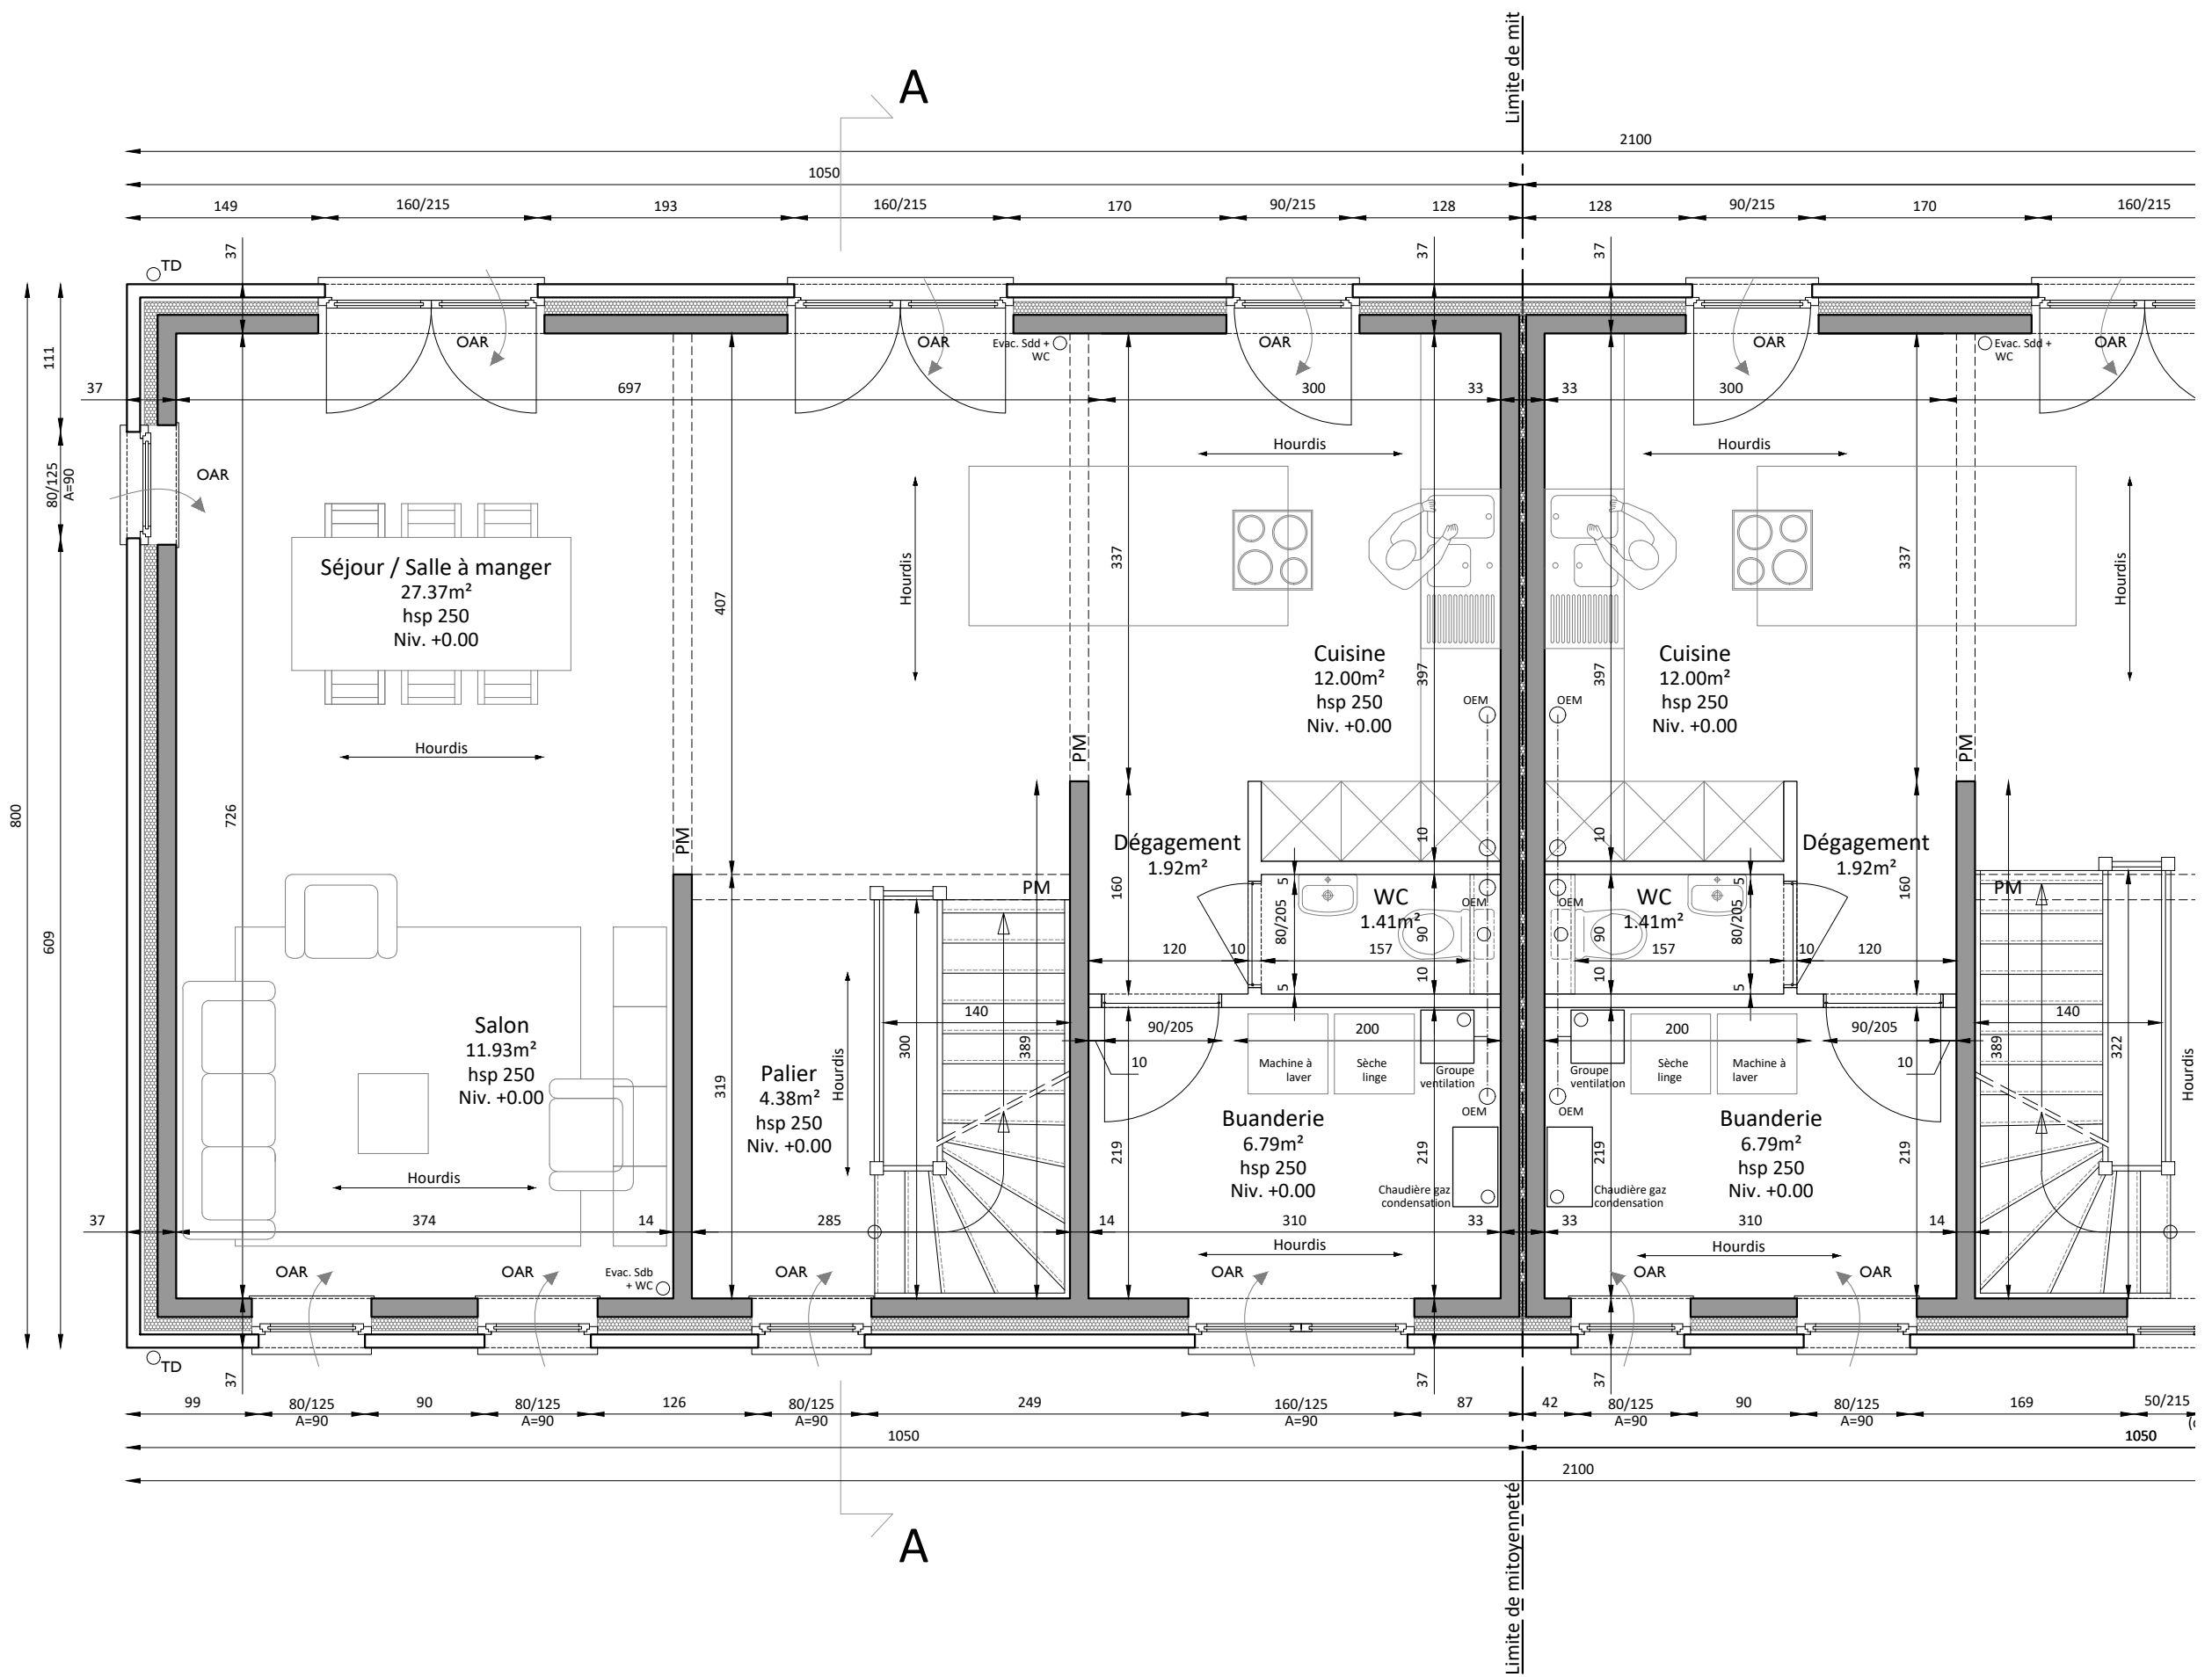 Limite de mit
A
2100
1050
149
160/215
193
160/215
170
90/215
128
128
90/215
170
160/215
37
37
37
TD
OAR
OAR
Evac. Sdd +
WC
OAR
OAR
Evac. Sdd +
WC
OAR
111
37
697
300
33
33
300
80/125
A=90
OAR
Hourdis
Hourdis
Séjour / Salle à manger
27.37m²
hsp 250
Niv. +0.00
407
Hourdis
337
337
Hourdis
Cuisine
12.00m²
hsp 250
Niv. +0.00
397
397
Cuisine
12.00m²
hsp 250
Niv. +0.00
OEM
OEM
Hourdis
PM
PM
PM
800
726
609
Dégagement
1.92m²
10
10
Dégagement
1.92m²
160
160
PM
PM
5
80/205
5
WC
1.41m²
OEM
90
10
OEM
90
10
WC
1.41m²
5
80/205
5
120
10
157
157
10
120
Salon
11.93m²
hsp 250
Niv. +0.00
319
Palier
4.38m²
hsp 250
Niv. +0.00
Hourdis
140
300
389
90/205
10
200
Machine à
laver
Sèche
linge
Groupe
ventilation
OEM
200
Groupe
ventilation
Sèche
linge
Machine à
laver
OEM
90/205
10
389
140
322
Hourdis
Buanderie
6.79m²
hsp 250
Niv. +0.00
219
219
219
Buanderie
6.79m²
hsp 250
Niv. +0.00
219
Chaudière gaz
condensation
Chaudière gaz
condensation
Hourdis
37
374
14
285
14
310
33
33
310
14
Hourdis
Hourdis
OAR
OAR
Evac. Sdb
+ WC
OAR
OAR
OAR
OAR
TD
37
37
37
99
80/125
A=90
90
80/125
A=90
126
80/125
A=90
249
160/125
A=90
87
42
80/125
A=90
90
80/125
A=90
169
50/215
1050
1050
2100
A
Limite de mitoyenneté